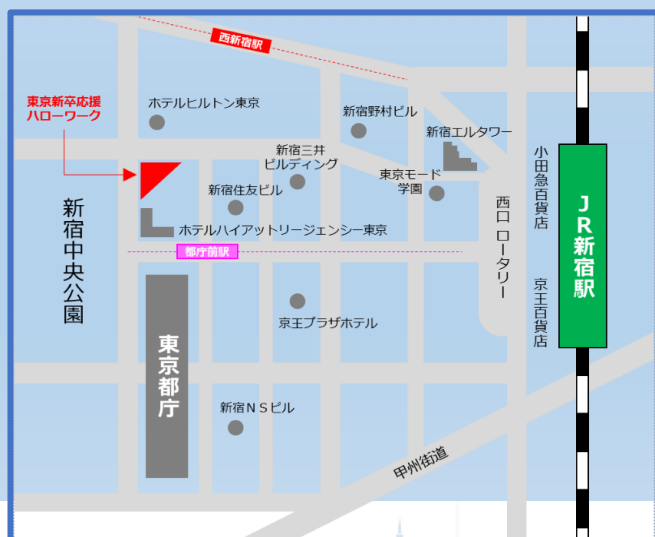 西新宿駅
東京新卒応援
ハローワーク
ホテルヒルトン東京
新宿野村ビル
新宿エルタワー
新宿三井
ビルディング
東京モード
学園
新宿住友ビル
小田急百貨店
JR新宿駅
新宿中央公園
ホテルハイアットリージェンシー東京
西口 ロータリー
都庁前駅
京王百貨店
京王プラザホテル
東京都庁
新宿NSビル
甲州街道